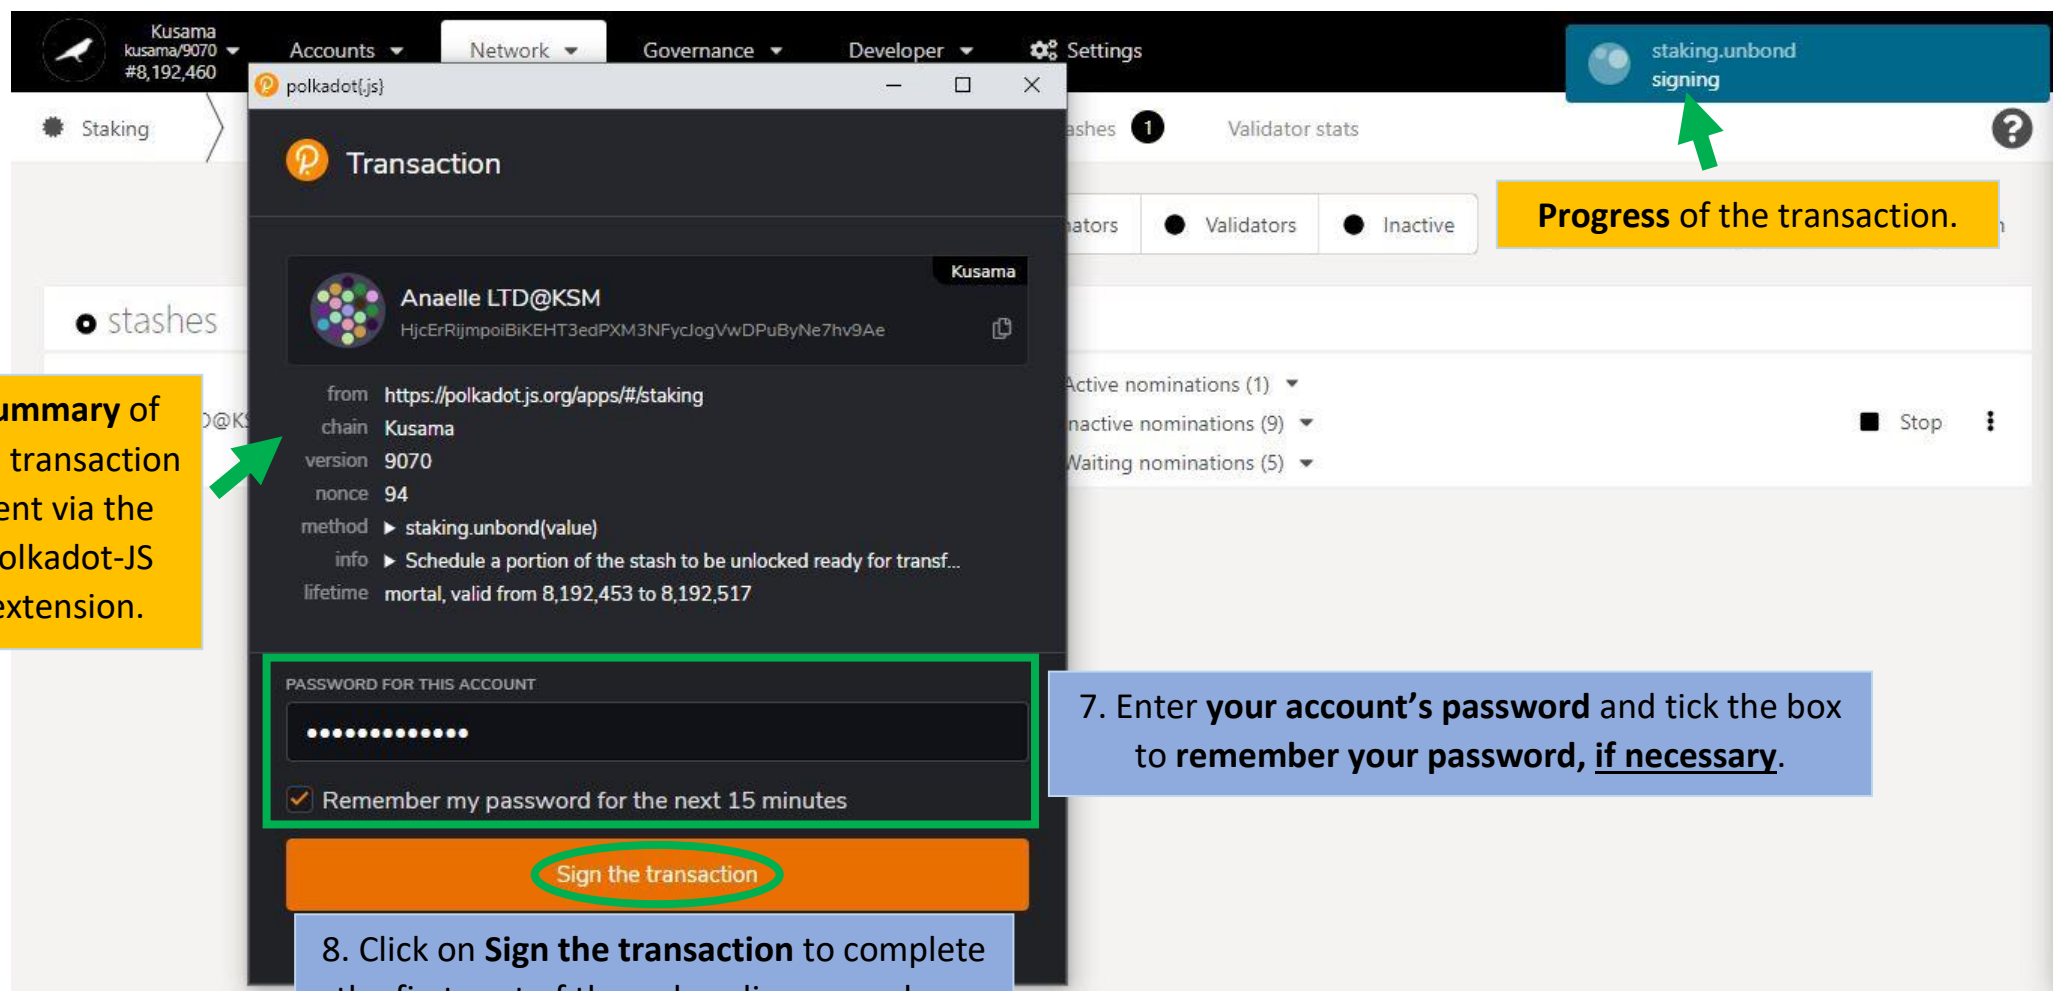 Kusama
kusama/9070
#8,192,460
Accounts
Network
Governance
Developer
Settings
staking.unbond
signing
polkadot{.js}
Staking
ashes 1
Validator stats
Transaction
Progress of the transaction.
Validators
Inactive
Kusama
Anaelle LTD@KSM
HjcErRijmpoiBiKEHT3edPXM3NFycJogVwDPuByNe7hv9Ae
stashes
ummary of
transaction
ent via the
olkadot-JS
extension.
from https://polkadot.js.org/apps/#/staking
chain Kusama
version 9070
nonce 94
method staking.unbond(value)
info Schedule a portion of the stash to be unlocked ready for transf...
lifetime mortal, valid from 8,192,453 to 8,192,517
Active nominations (1)
nactive nominations (9)
Waiting nominations (5)
Stop
PASSWORD FOR THIS ACCOUNT
Remember my password for the next 15 minutes
7. Enter your account’s password and tick the box
to remember your password, if necessary.
Sign the transaction
8. Click on Sign the transaction to complete